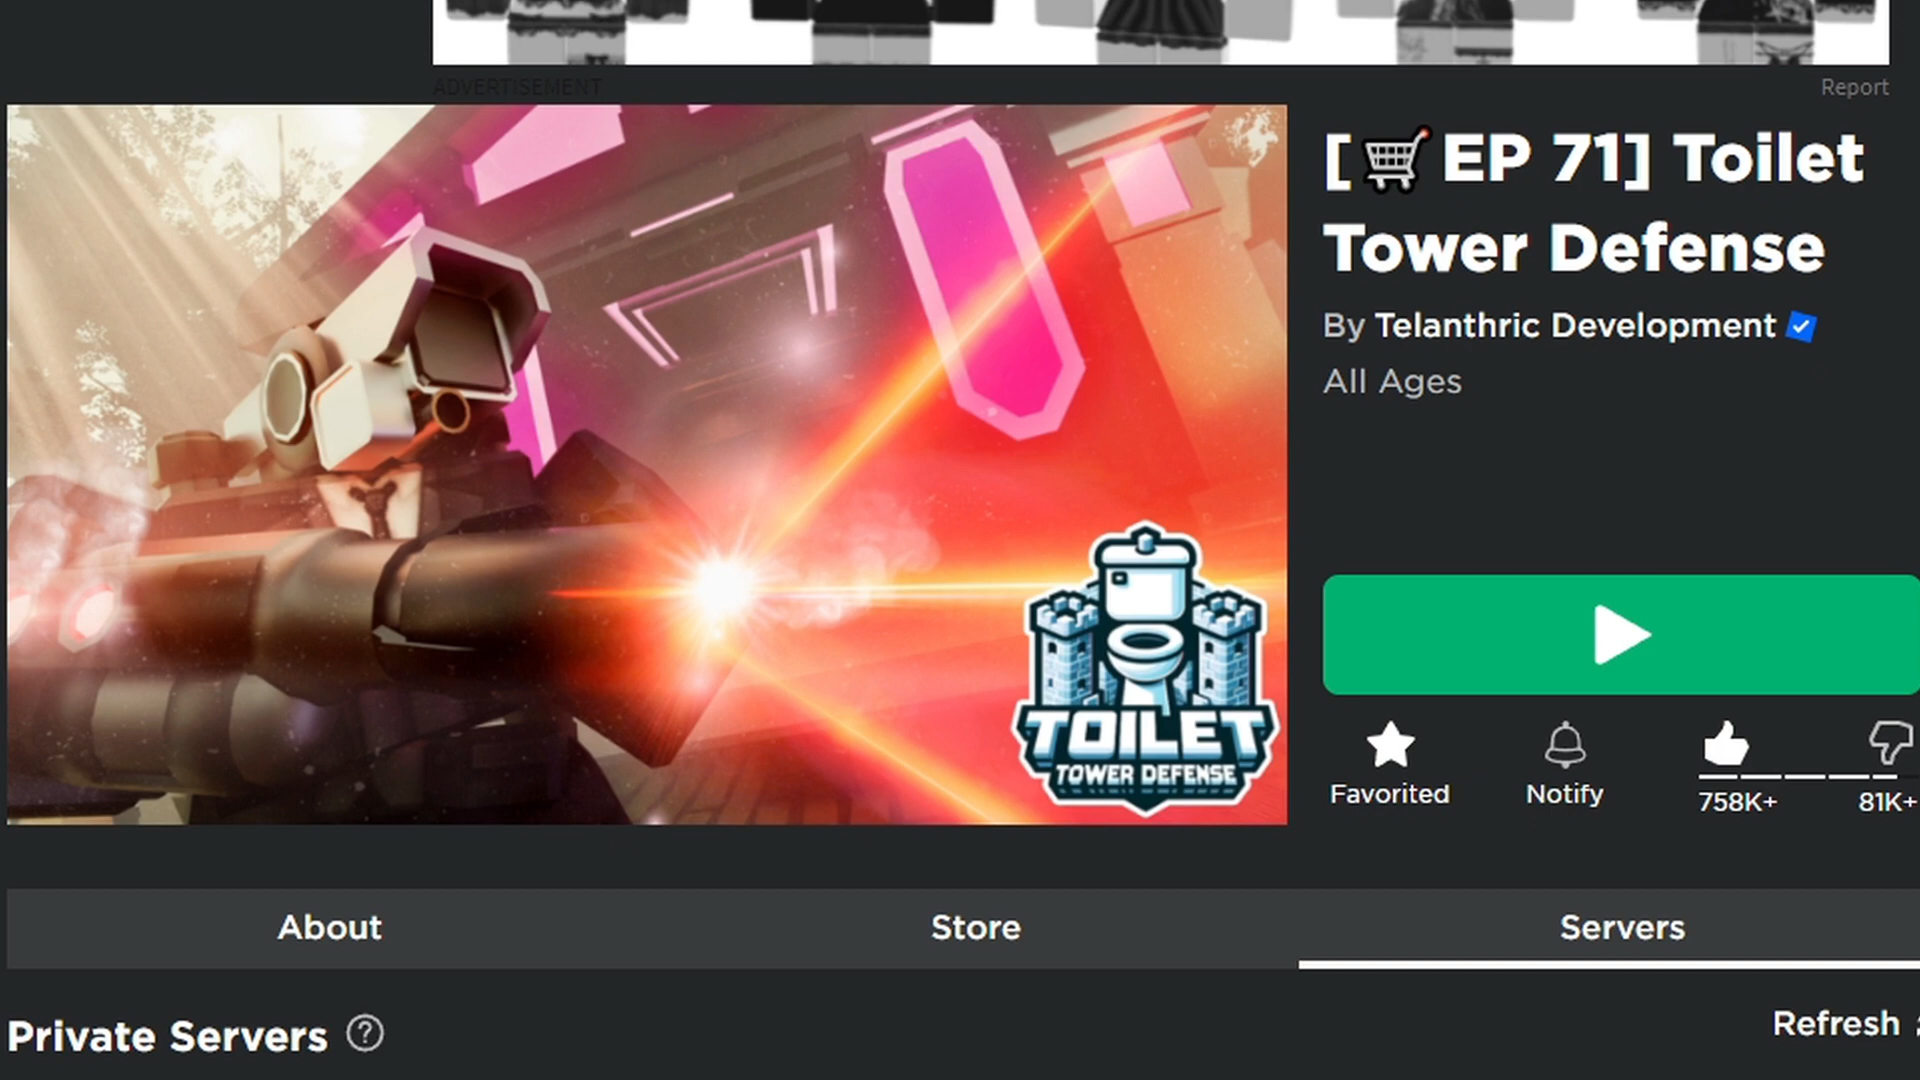 ADVERTISEMENT
Report
[🛒 EP 71] Toilet
Tower Defense
By Telanthric Development
All Ages
TOILET
TOWER DEFENSE
Favorited
Notify
758K+
81K+
About
Store
Servers
Private Servers
Refresh